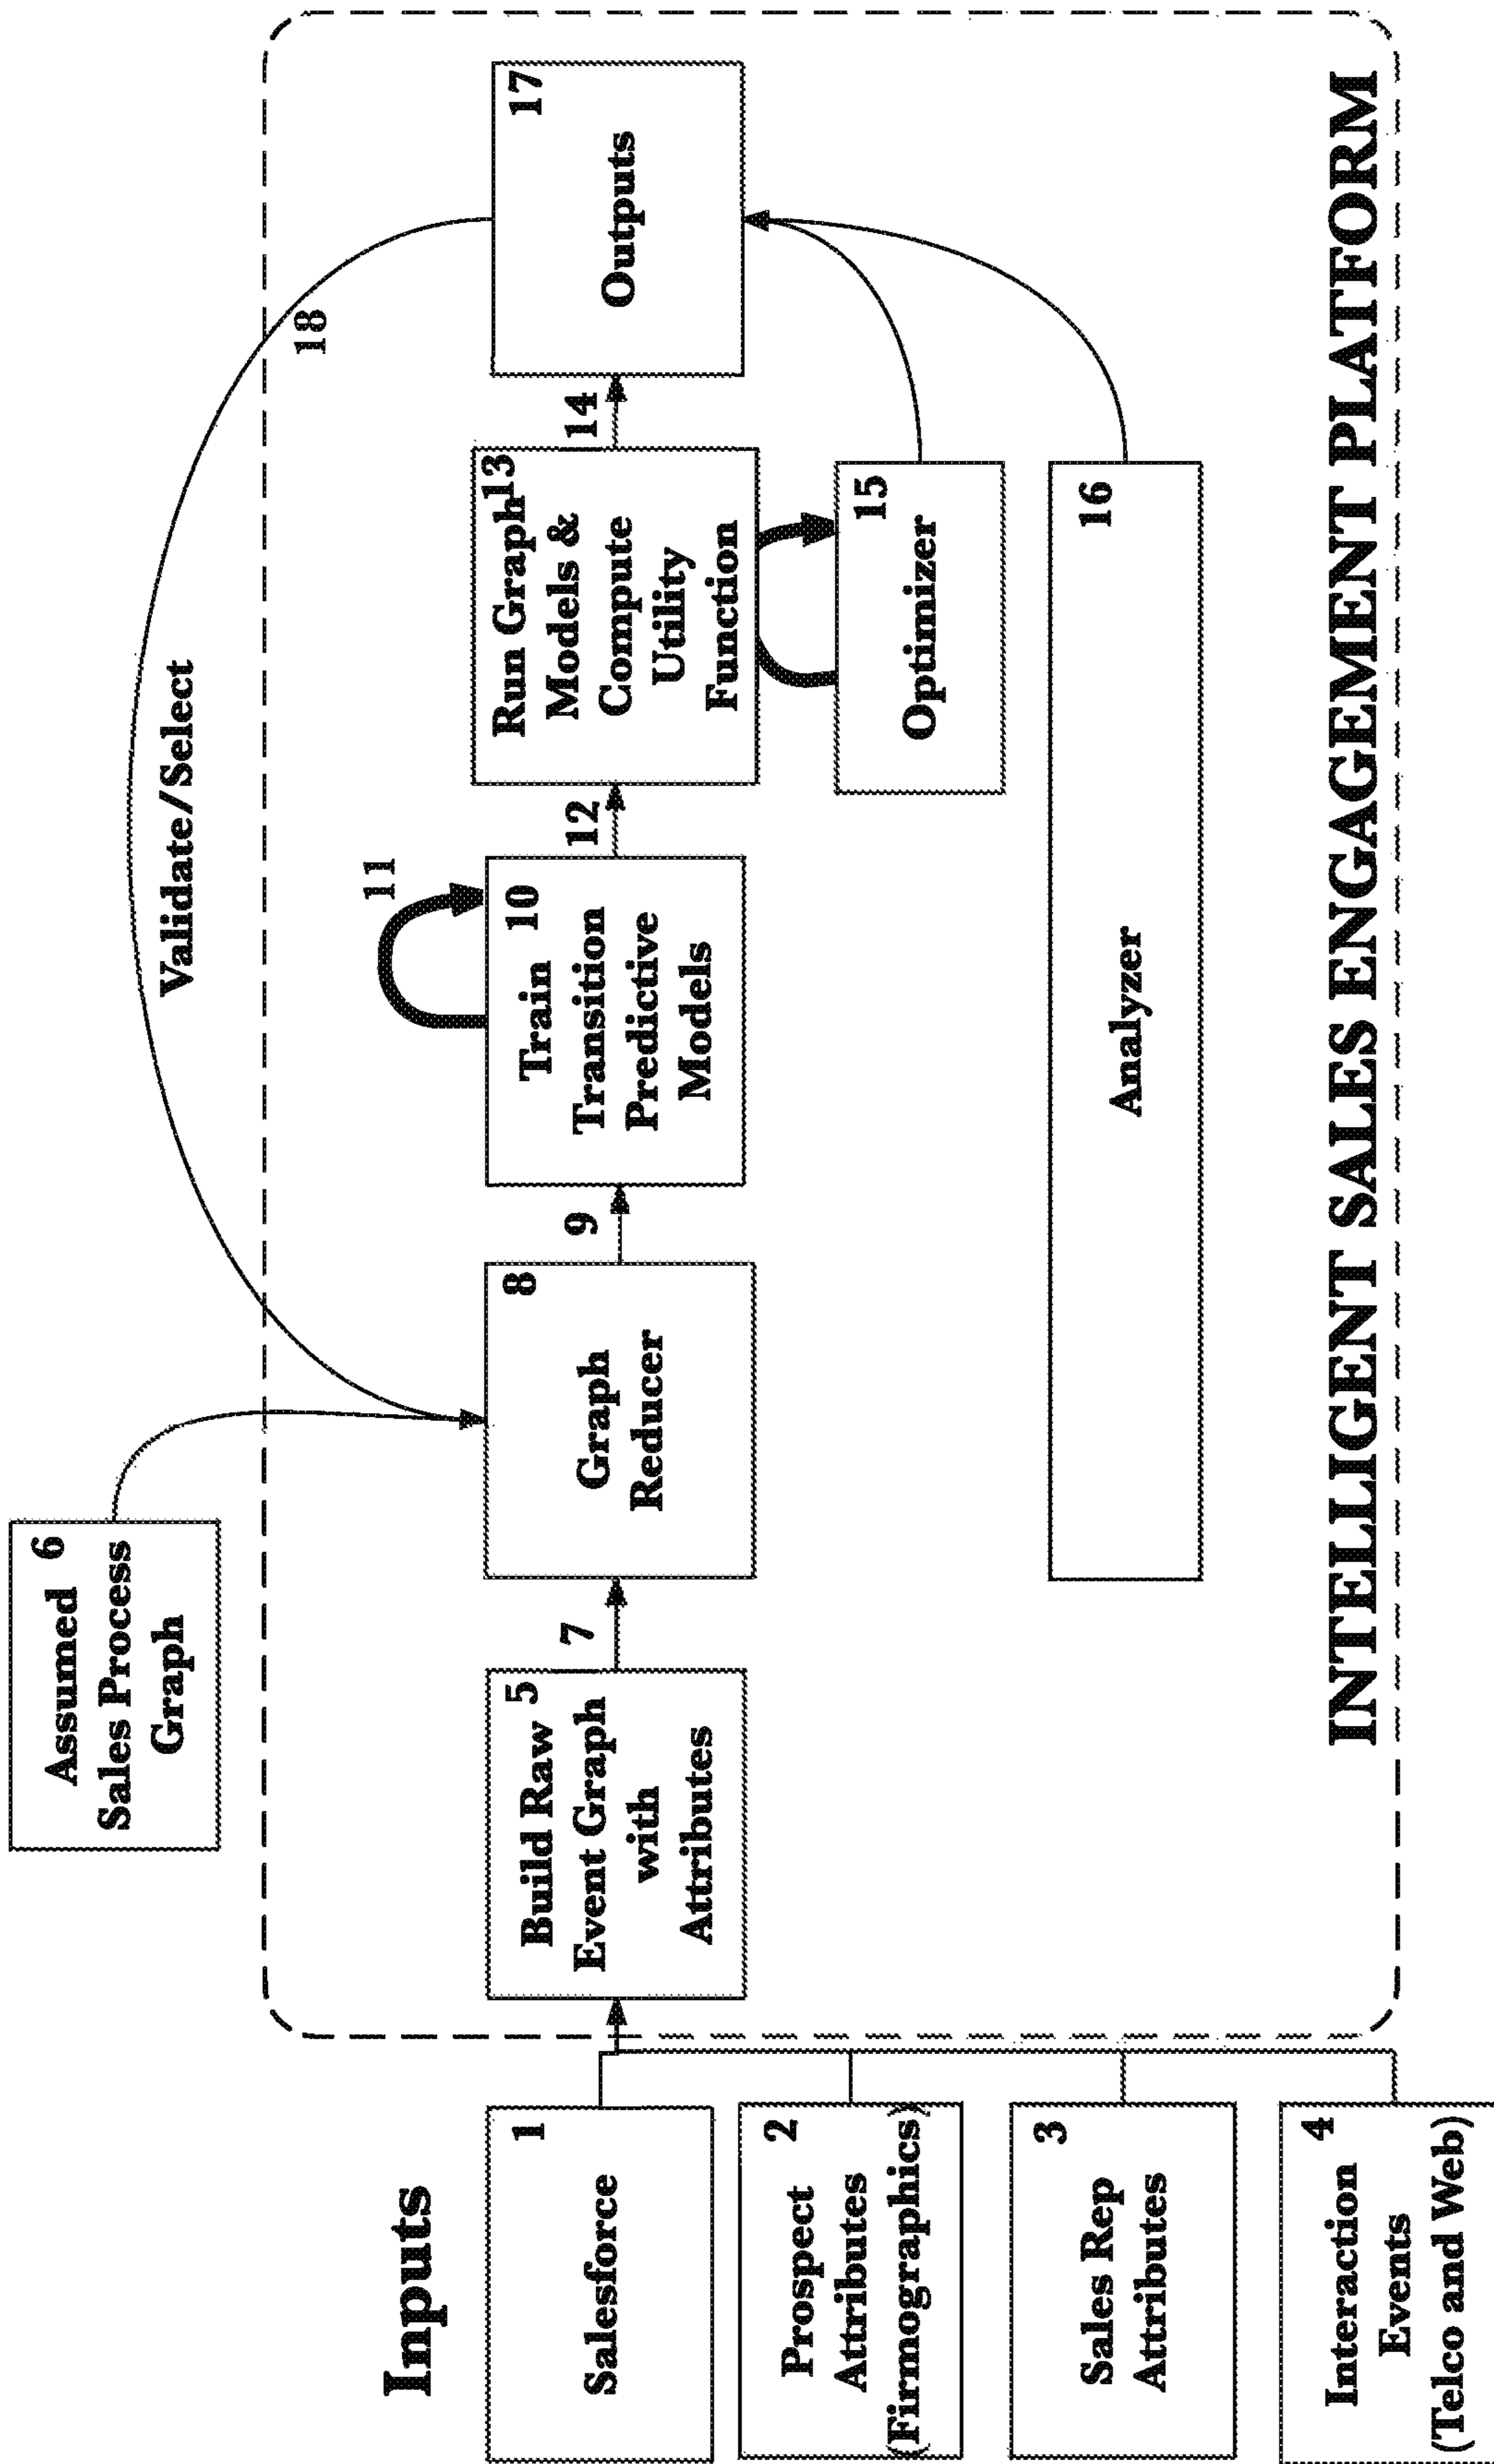 Inputs
1
Salesforce
2
Prospect
Attributes
(Firmographics)
3
Sales Rep
Attributes
4
Interaction
Events
(Telco and Web)
Assumed 6
Sales Process
Graph
Validate/Select
18
5
Build Raw
Event Graph
with
Attributes
7
8
Graph
Reducer
9
11
10
Train
Transition
Predictive
Models
12
13
Run Graph
Models &
Compute
Utility
Function
14
15
Optimizer
16
Analyzer
17
Outputs
INTELLIGENT SALES ENGAGEMENT PLATFORM